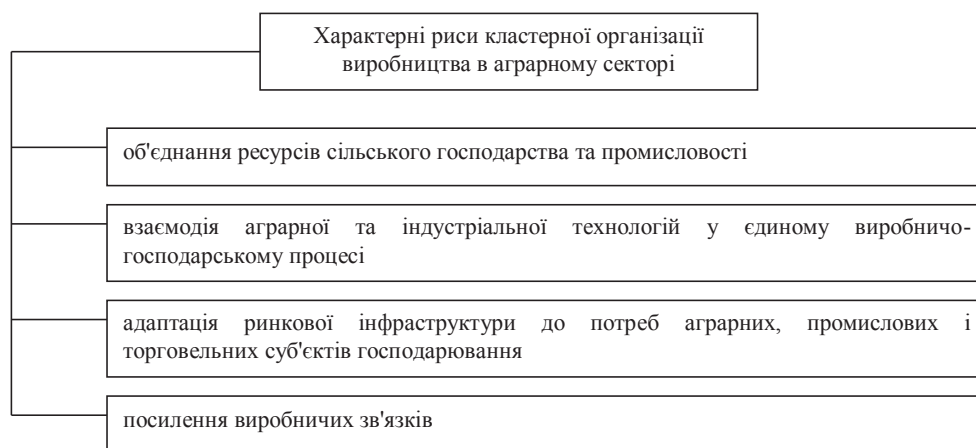 Характерні риси кластерної організації
виробництва в аграрному секторі
об'єднання ресурсів сільського господарства та промисловості
взаємодія аграрної та індустріальної технологій у єдиному виробничо-
господарському процесі
адаптація ринкової інфраструктури до потреб аграрних, промислових і
торговельних суб'єктів господарювання
посилення виробничих зв'язків